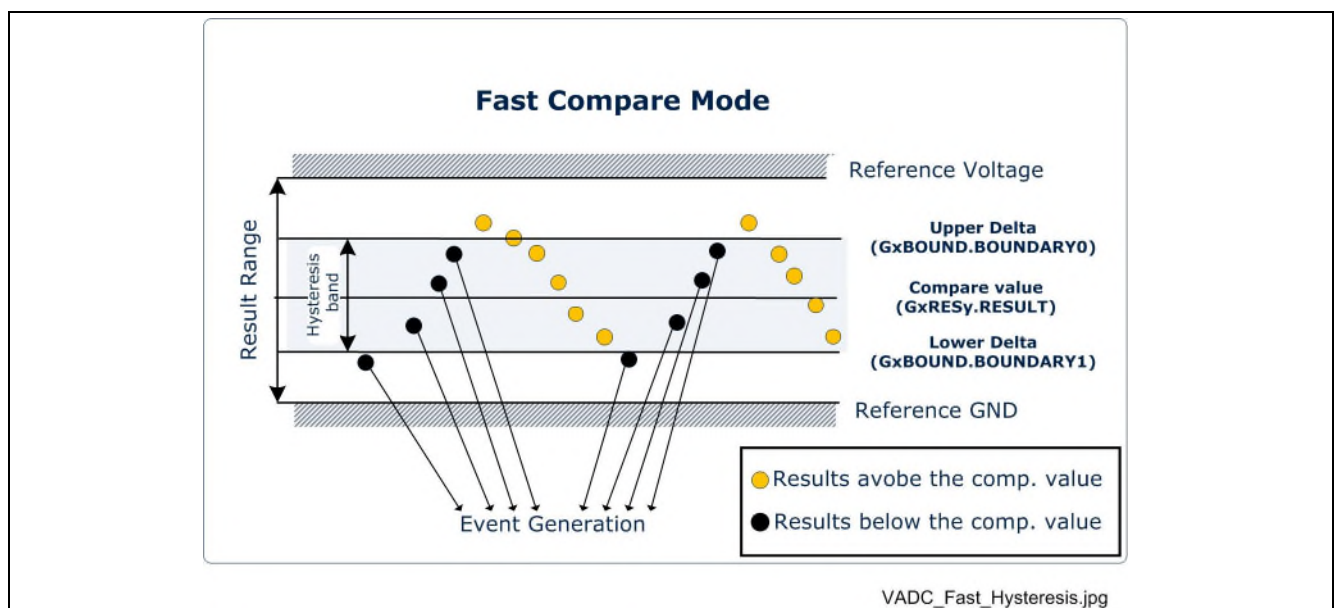 Fast Compare Mode
Reference Voltage
Result Range
Hysteresis
band
Upper Delta
(GxBOUND.BOUNDARY0)
Compare value
(GxRESy.RESULT)
Lower Delta
(GxBOUND.BOUNDARY1)
Reference GND
Event Generation
Results avobe the comp. value
Results below the comp. value
VADC_Fast_Hysteresis.jpg